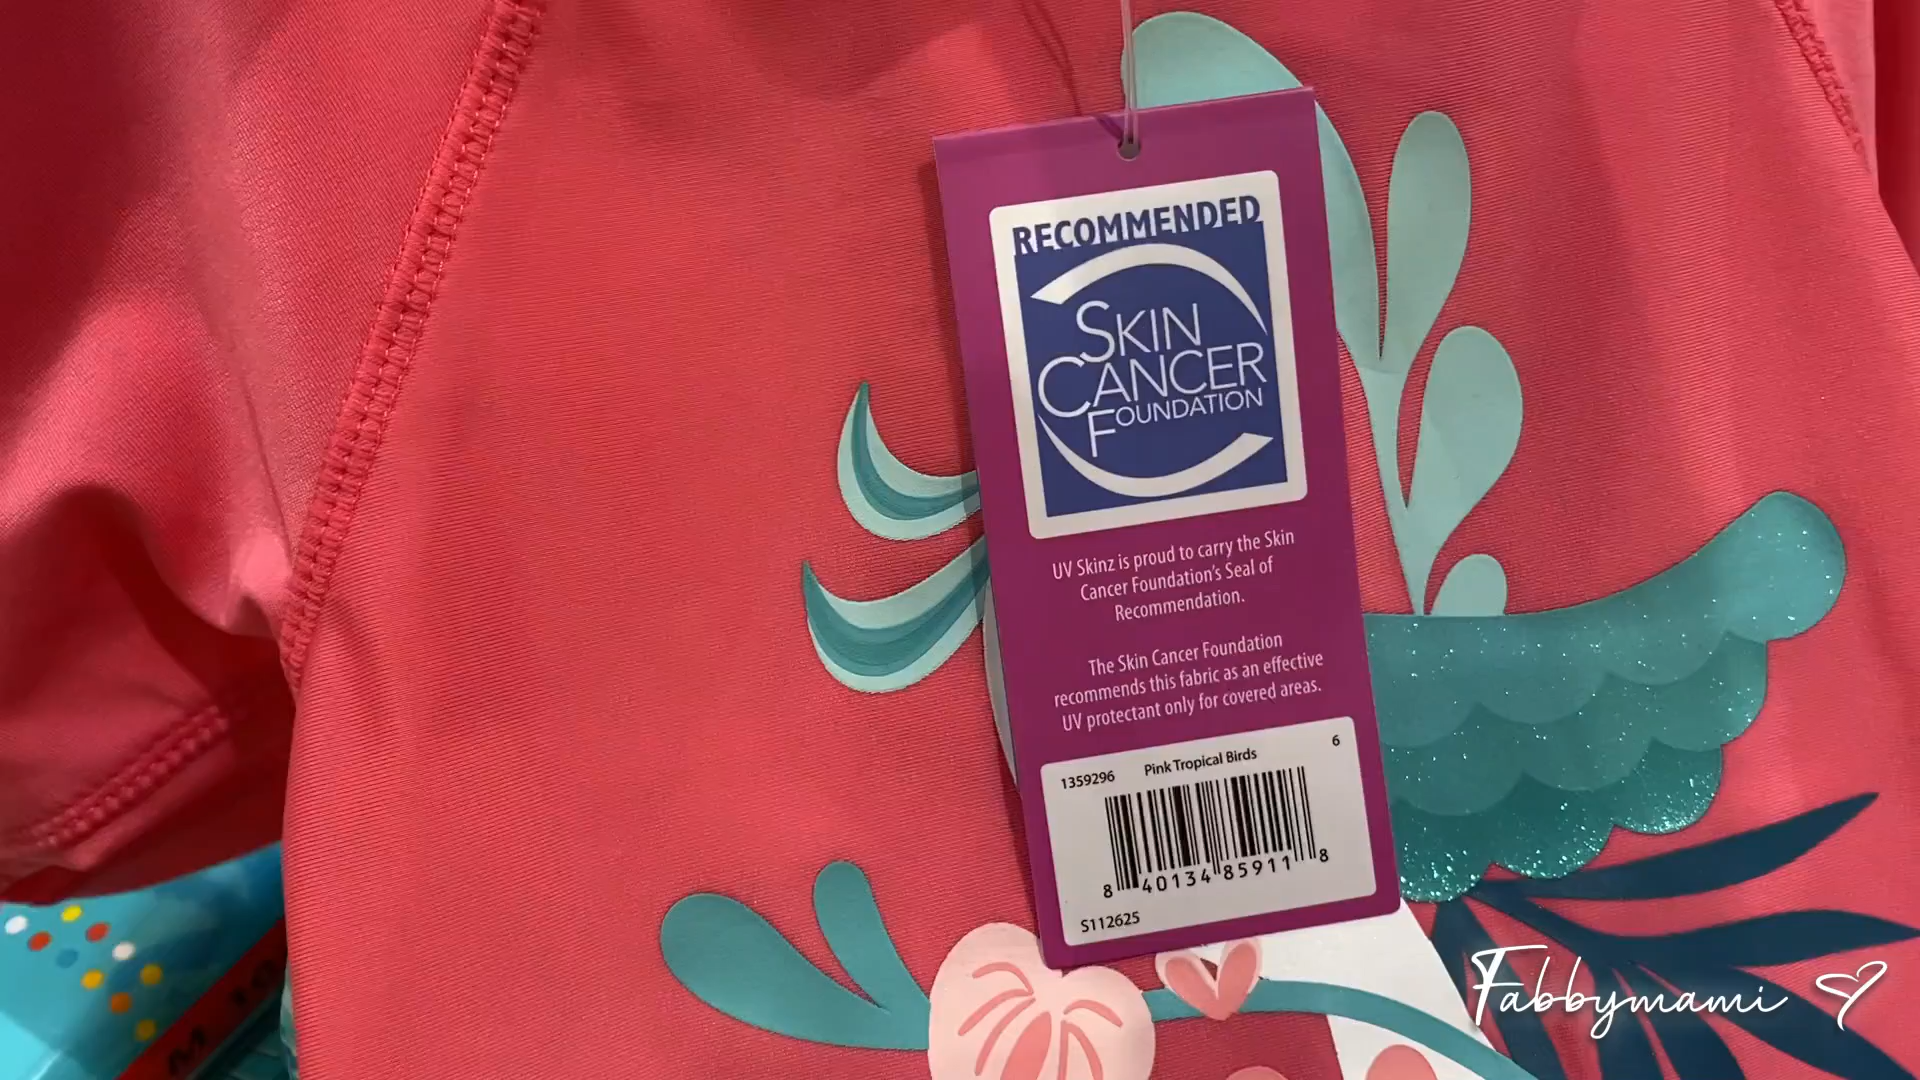 RECOMMENDED
SKIN
CANCER
FOUNDATION
UV Skinz is proud to carry the Skin
Cancer Foundation's Seal of
Recommendation.
The Skin Cancer Foundation
recommends this fabric as an effective
UV protectant only for covered areas.
1359296 Pink Tropical Birds 6
8 40134 85911 8
S112625
Fabbymami
M 10